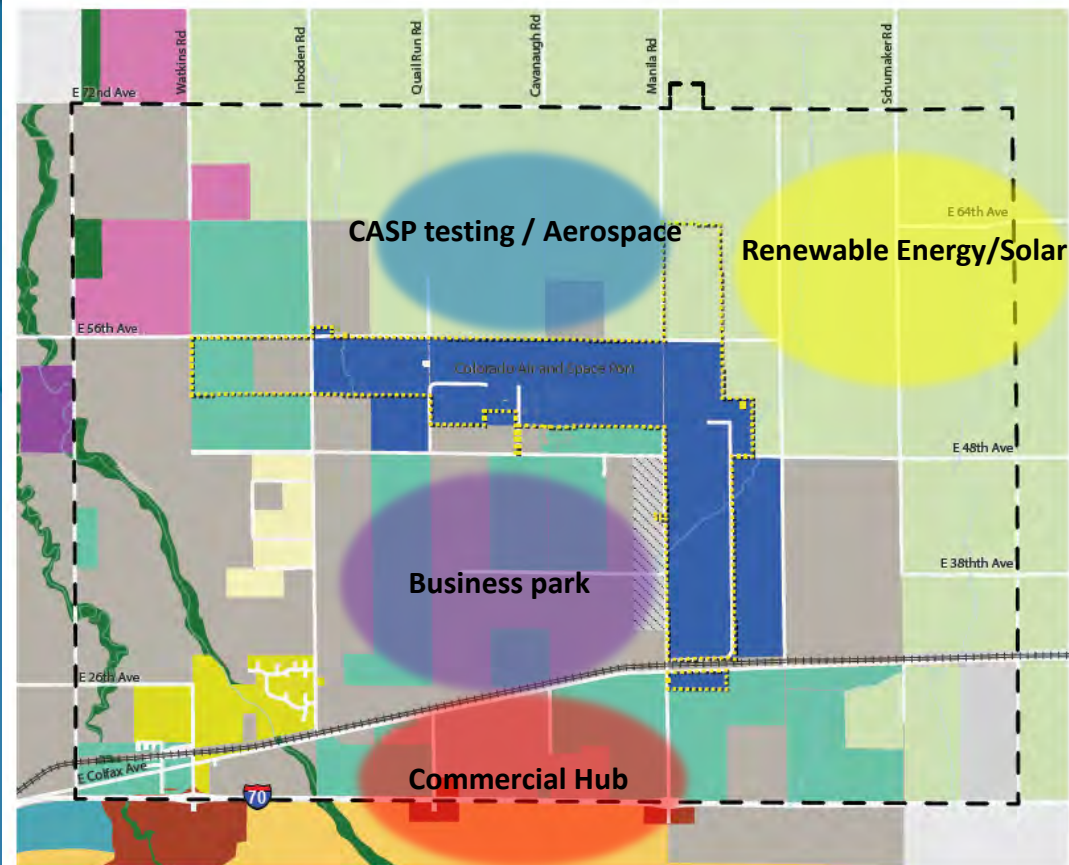 Watkins Rd
Inboden Rd
Quail Run Rd
Cavanaugh Rd
Manila Rd
Schumaker Rd
E 72nd Ave
E 64th Ave
CASP testing / Aerospace
Renewable Energy/Solar
E 56th Ave
Colorado Air and Space Port
E 48th Ave
E 38thth Ave
Business park
E 26th Ave
E Colfax Ave
Commercial Hub
70